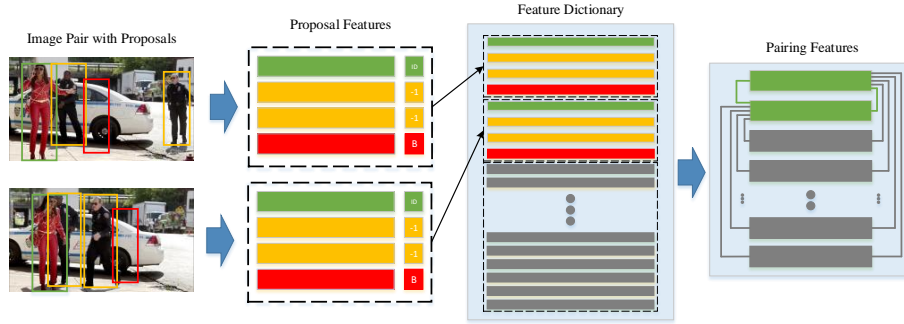 Image Pair with Proposals
Proposal Features
Feature Dictionary
Pairing Features
ID
-1
-1
B
ID
-1
-1
B